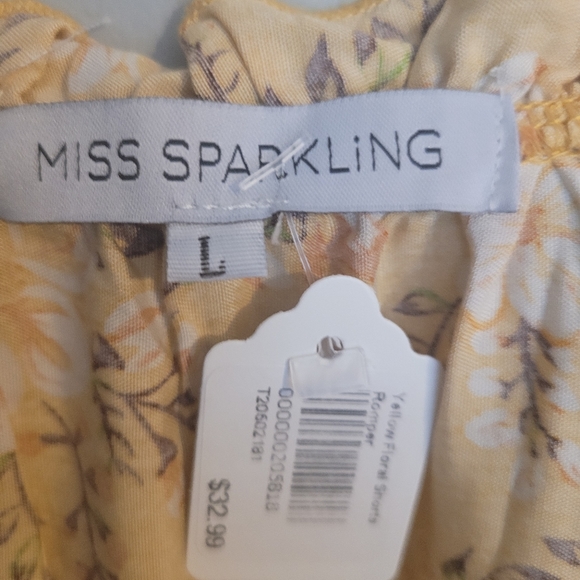 MISS SPARKLiNG
L
Yellow Floral Shorts
Romper
000000205818
T20502181
$32.99